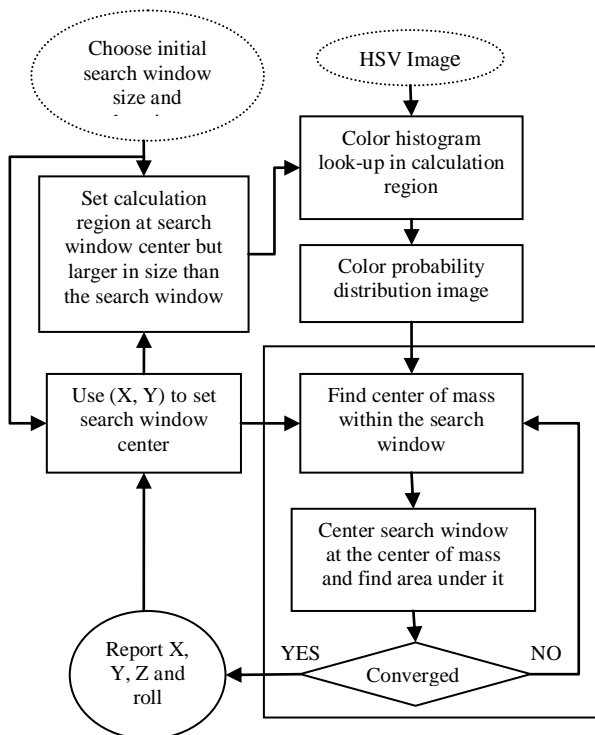 Choose initial
search window
size and
HSV Image
Color histogram
look-up in calculation
region
Set calculation
region at search
window center but
larger in size than
the search window
Color probability
distribution image
Use (X, Y) to set
search window
center
Find center of mass
within the search
window
Center search window
at the center of mass
and find area under it
Report X,
Y, Z and
roll
YES
Converged
NO